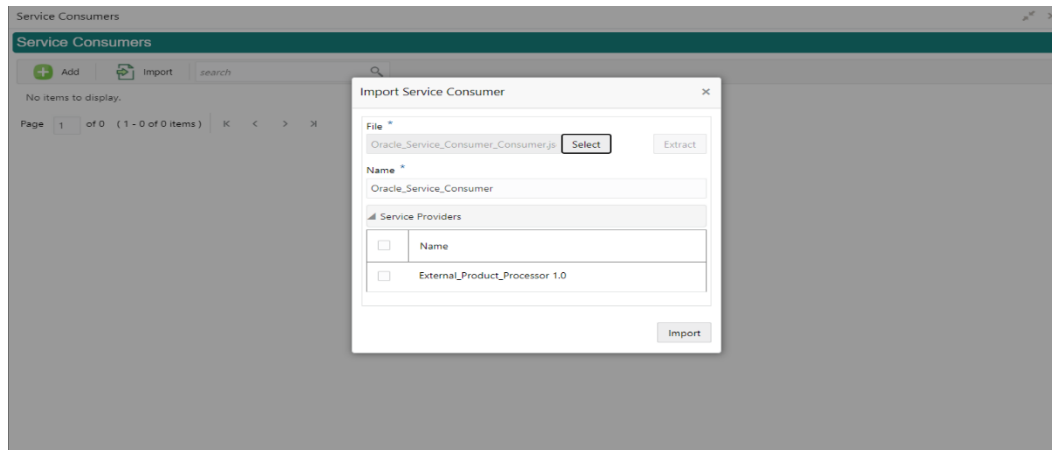 Service Consumers
Service Consumers
Add Import search
No items to display.
Page 1 of 0 (1 - 0 of 0 items) K < > Ʞ
Import Service Consumer ×
File *
Oracle_Service_Consumer_Consumer.js Select Extract
Name *
Oracle_Service_Consumer
Service Providers
Name
External_Product_Processor 1.0
Import